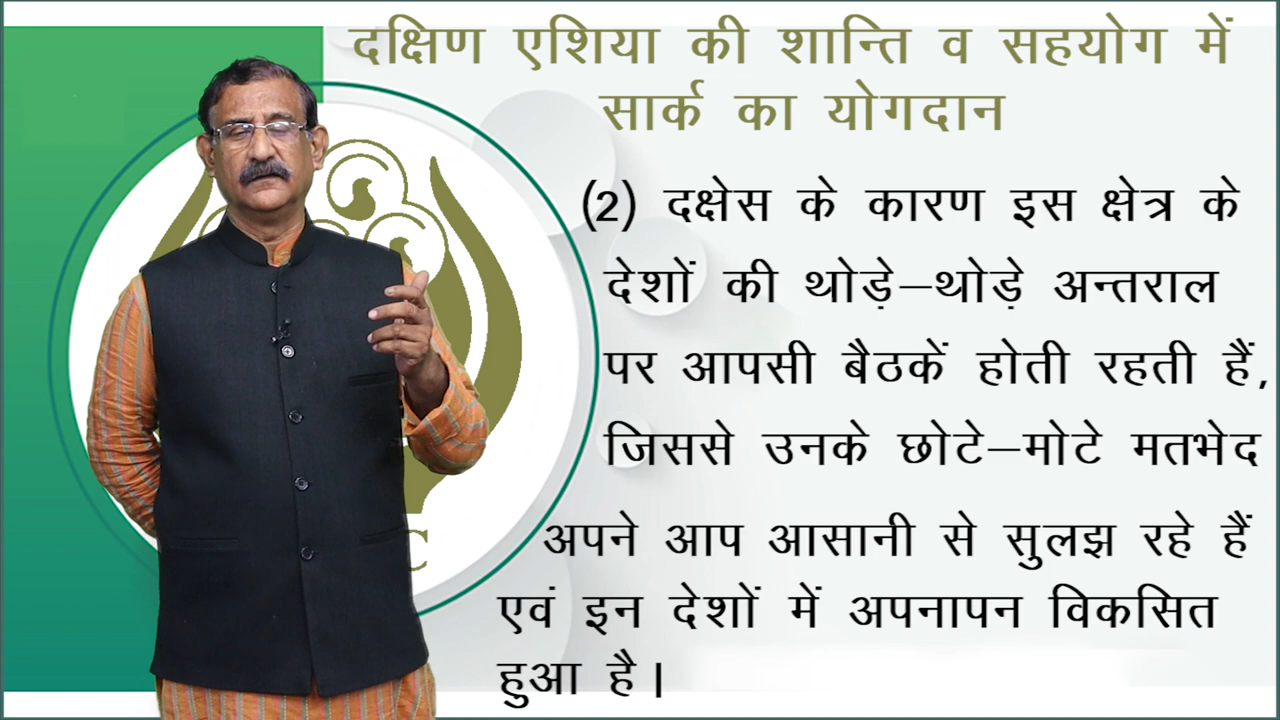 दक्षिण एशिया की शान्ति व सहयोग में
सार्क का योगदान
(2) दक्षेस के कारण इस क्षेत्र के
देशों की थोड़े–थोड़े अन्तराल
पर आपसी बैठकें होती रहती हैं,
जिससे उनके छोटे–मोटे मतभेद
अपने आप आसानी से सुलझ रहे हैं
एवं इन देशों में अपनापन विकसित
हुआ है।